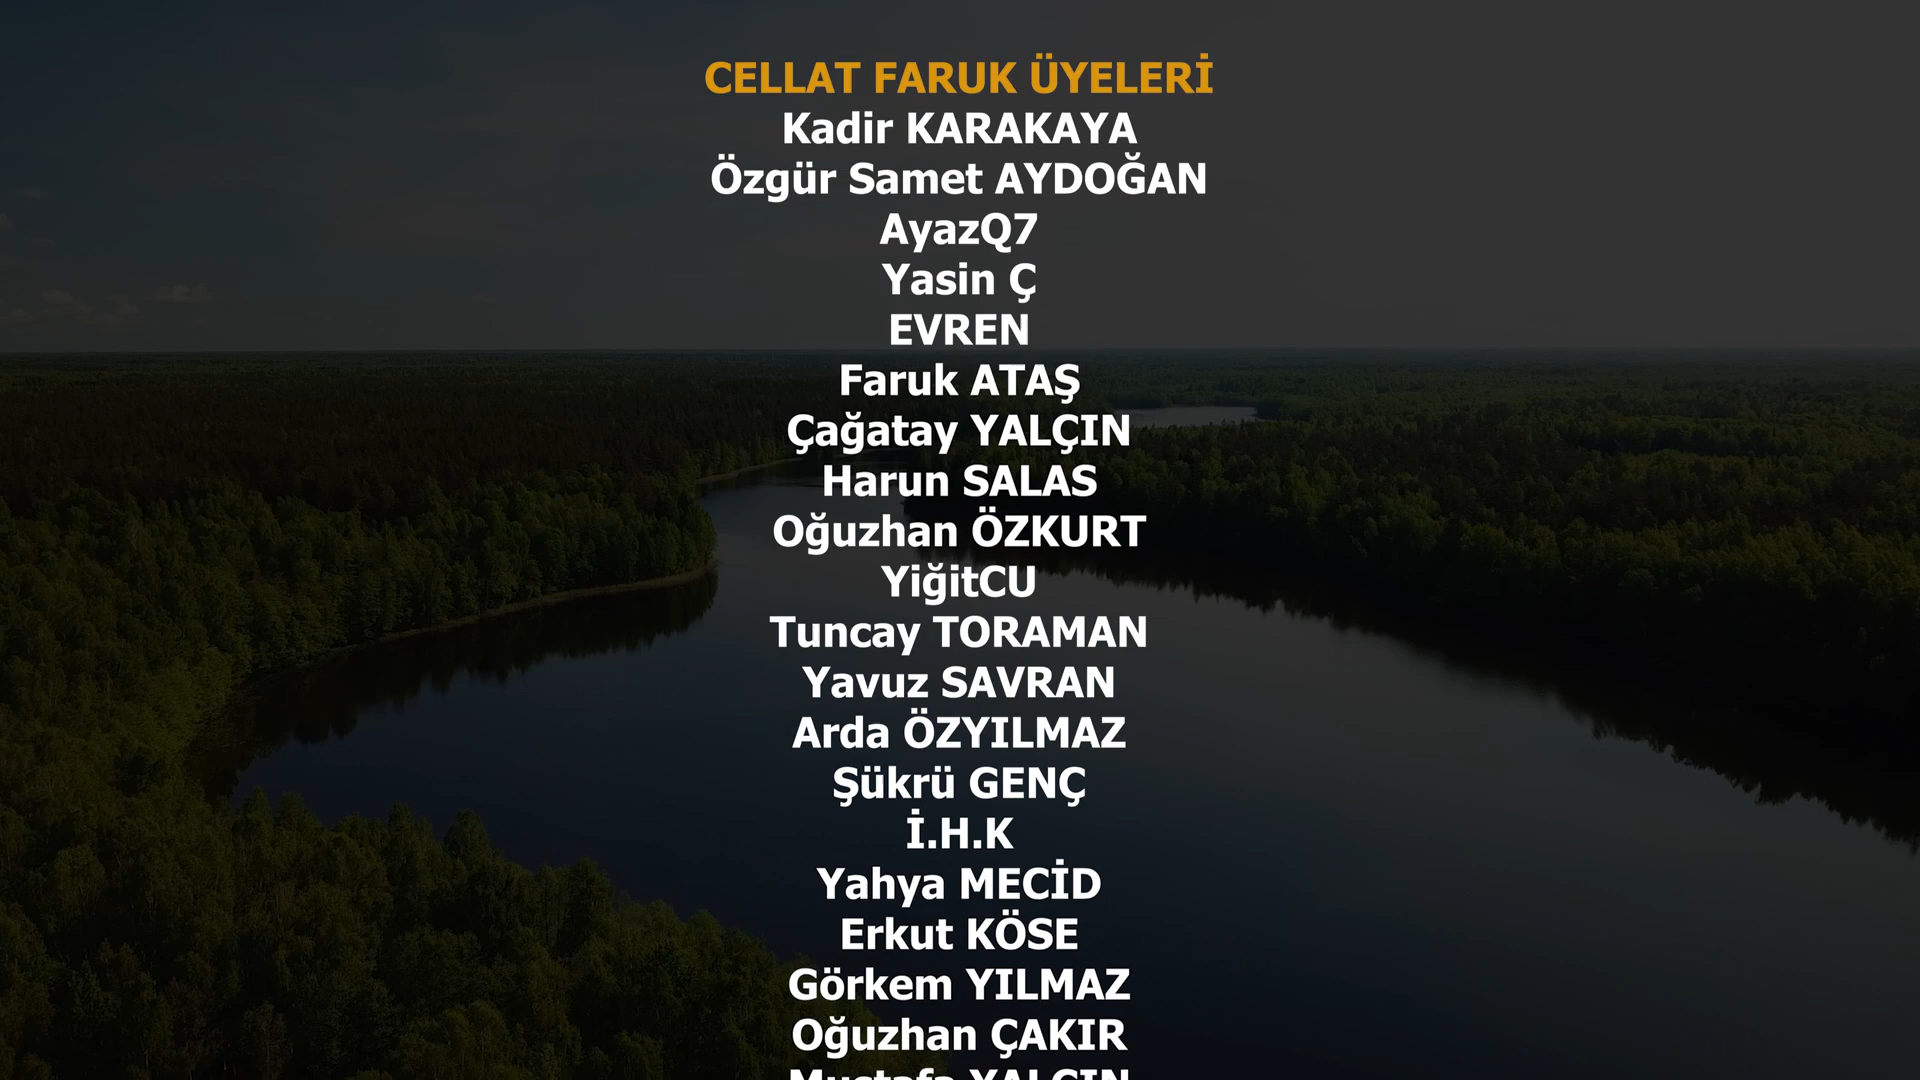 CELLAT FARUK ÜYELERİ
Kadir KARAKAYA
Özgür Samet AYDOĞAN
AyazQ7
Yasin Ç
EVREN
Faruk ATAŞ
Çağatay YALÇIN
Harun SALAS
Oğuzhan ÖZKURT
YiğitCU
Tuncay TORAMAN
Yavuz SAVRAN
Arda ÖZYILMAZ
Şükrü GENÇ
İ.H.K
Yahya MECİD
Erkut KÖSE
Görkem YILMAZ
Oğuzhan ÇAKIR